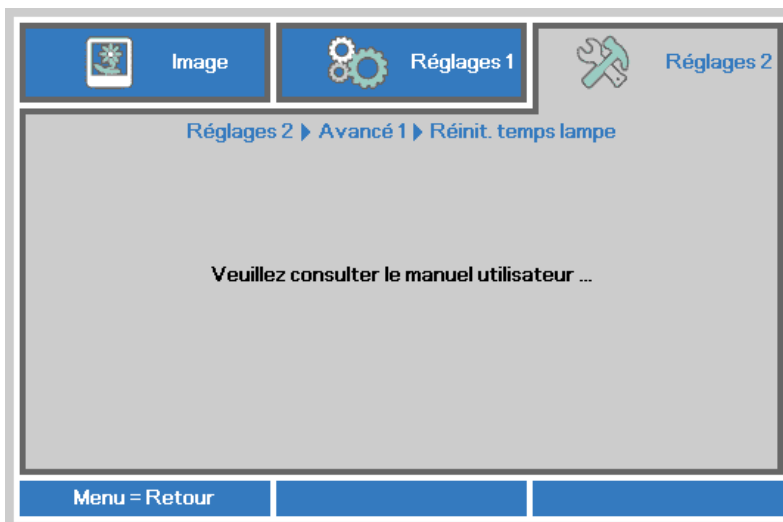 Image
Réglages 1
Réglages 2
Réglages 2 ▶ Avancé 1 ▶ Réinit. temps lampe
Veuillez consulter le manuel utilisateur ...
Menu = Retour